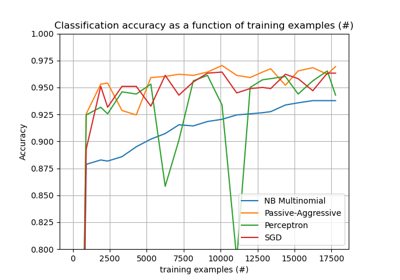 Classification accuracy as a function of training examples (#)
1.000
0.975
0.950
0.925
0.900
0.875
0.850
0.825
0.800
Accuracy
0 2500 5000 7500 10000 12500 15000 17500
training examples (#)
NB Multinomial
Passive-Aggressive
Perceptron
SGD